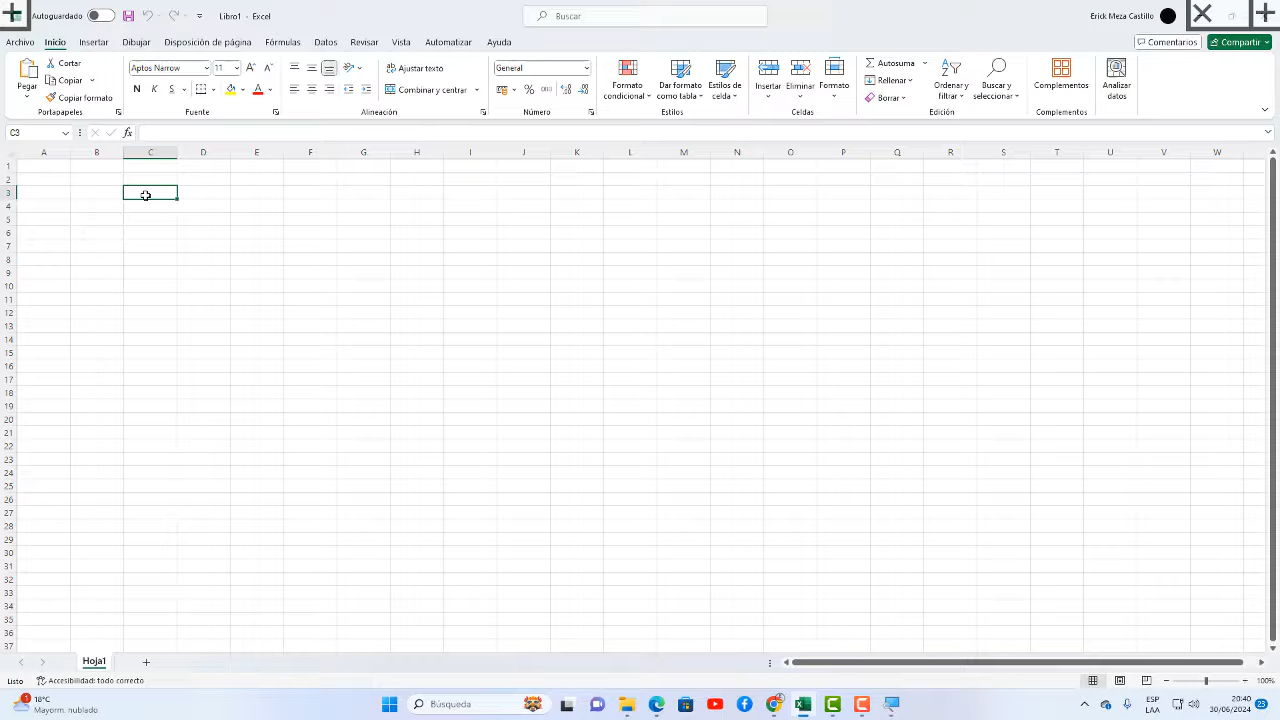 Autoguardado
Libro1 - Excel
Buscar
Erick Meza Castillo
Archivo Inicio Insertar Dibujar Disposición de página Fórmulas Datos Revisar Vista Automatizar Ayuda
Comentarios Compartir
Pegar
Cortar
Copiar
Copiar formato
Portapapeles
Aptos Narrow 11
N K S
Fuente
Ajustar texto
Combinar y centrar
Alineación
General
% 000
Número
Formato condicional
Dar formato como tabla
Estilos de celda
Estilos
Insertar
Eliminar
Formato
Celdas
Autosuma
Rellenar
Borrar
Ordenar y filtrar
Buscar y seleccionar
Edición
Complementos
Complementos
Analizar datos
C3
fx
A B C D E F G H I J K L M N O P Q R S T U V W
1
2
3
4
5
6
7
8
9
10
11
12
13
14
15
16
17
18
19
20
21
22
23
24
25
26
27
28
29
30
31
32
33
34
35
36
37
Hoja1
Listo
Accesibilidad: todo correcto
100%
18°C
Mayorm. nublado
Búsqueda
ESP
LAA
20:40
30/06/2024
23